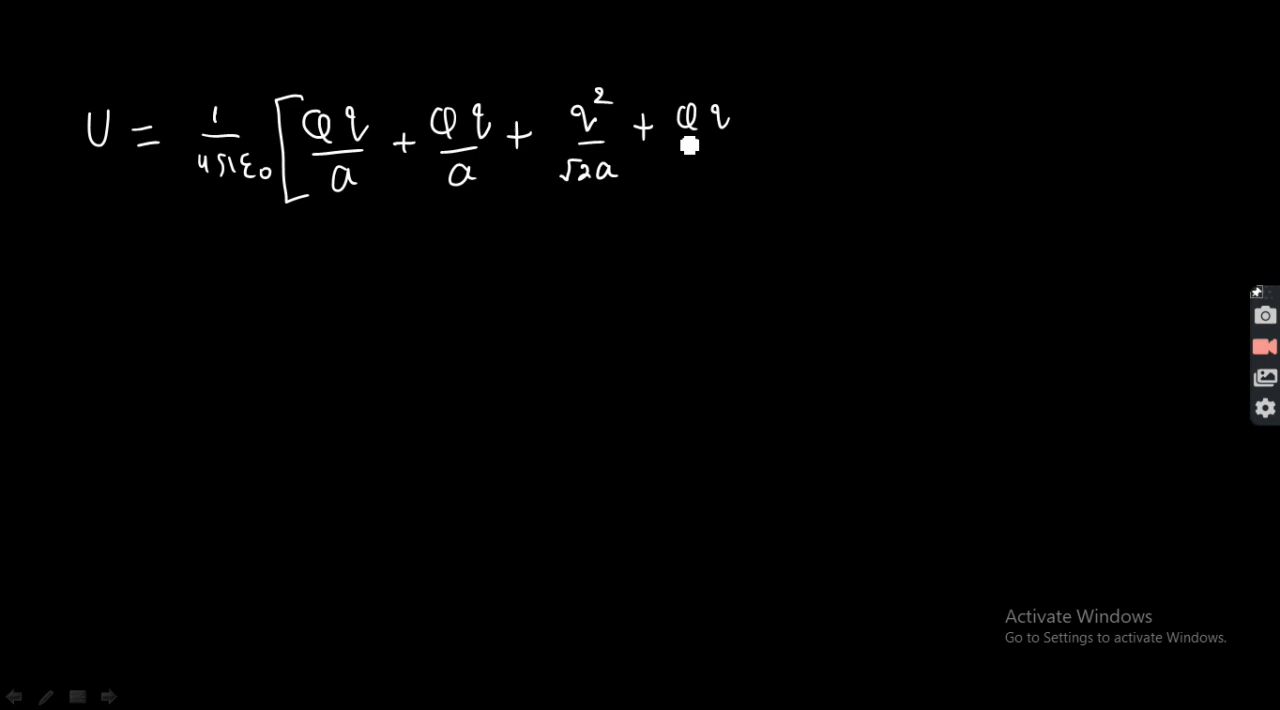 U = 1/4πε₀ [ Qq/a + Qq/a + q²/√2a + Qq
Activate Windows
Go to Settings to activate Windows.